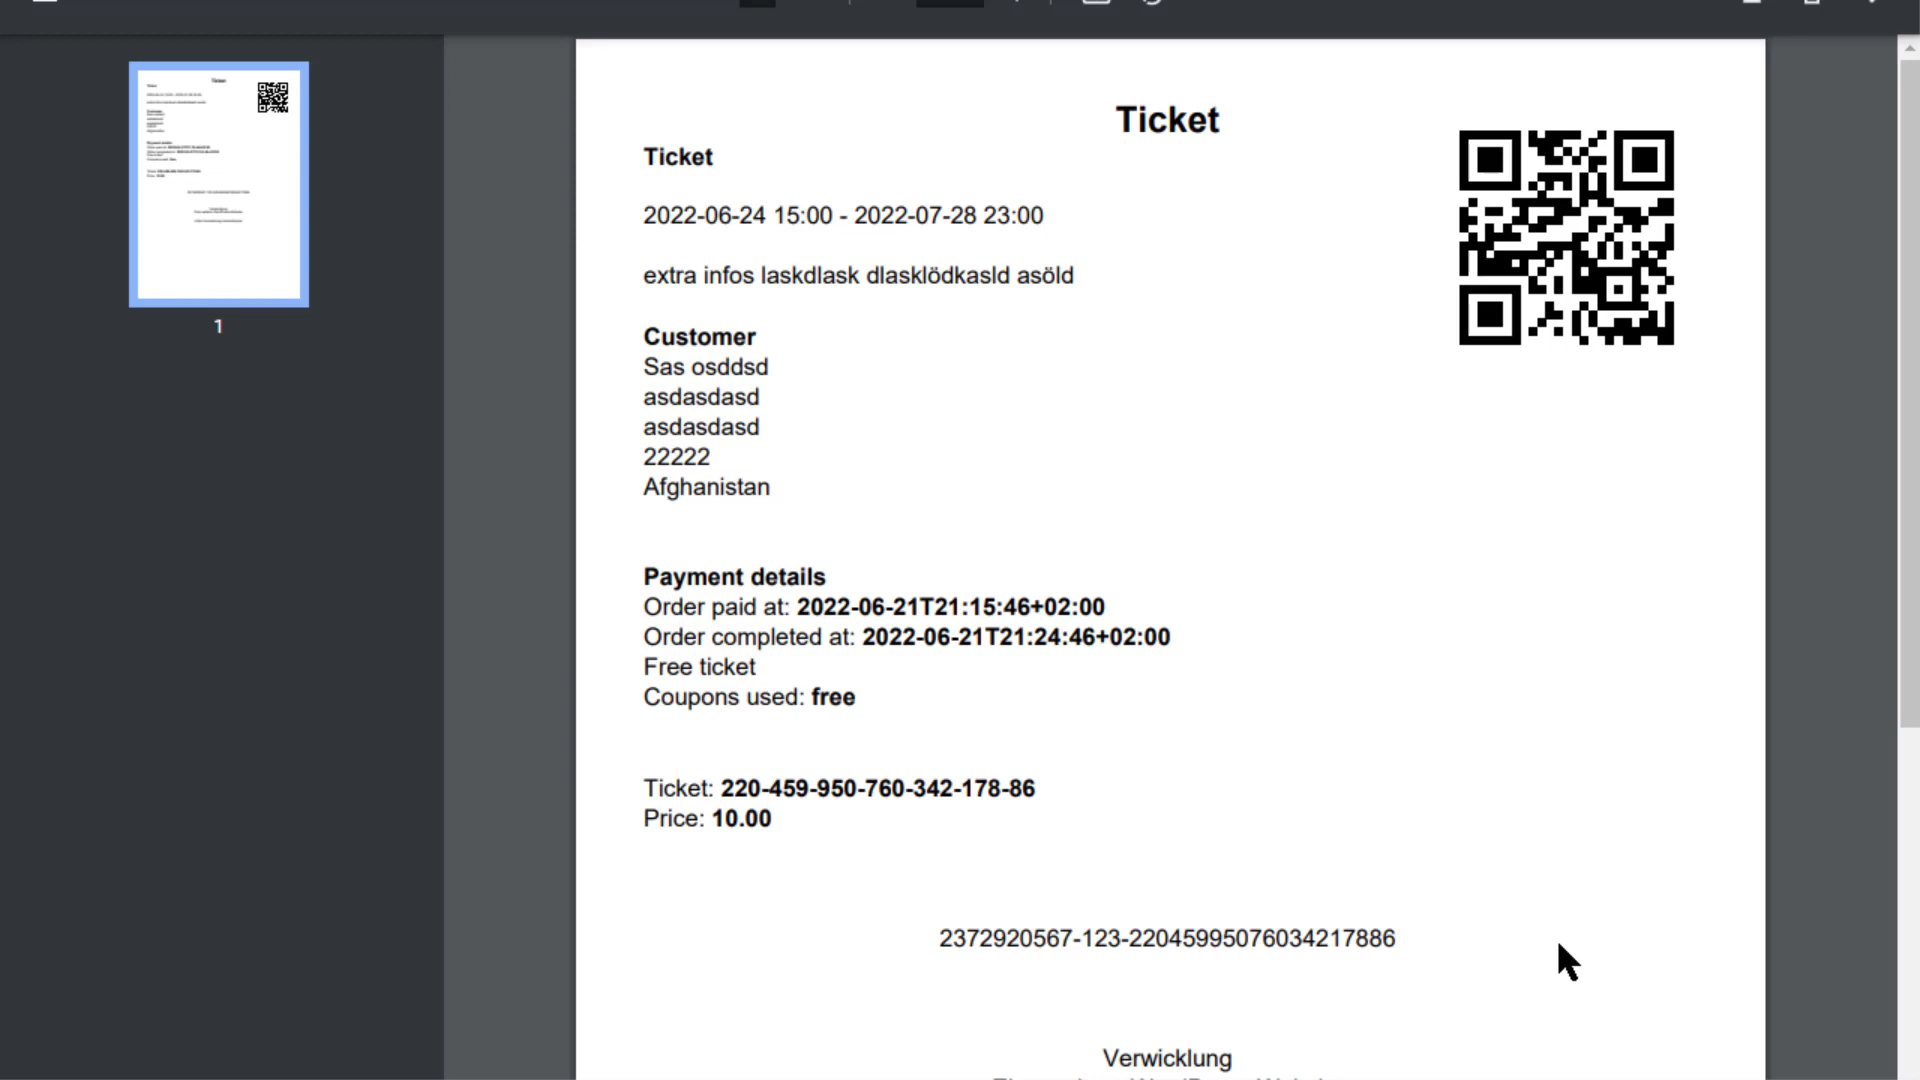 Ticket
Ticket
2022-06-24 15:00 - 2022-07-28 23:00
extra infos laskdlask dlasklödkasld asöld
Customer
Sas osddsd
asdasdasd
asdasdasd
22222
Afghanistan
Payment details
Order paid at: 2022-06-21T21:15:46+02:00
Order completed at: 2022-06-21T21:24:46+02:00
Free ticket
Coupons used: free
Ticket: 220-459-950-760-342-178-86
Price: 10.00
2372920567-123-22045995076034217886
Verwicklung
1